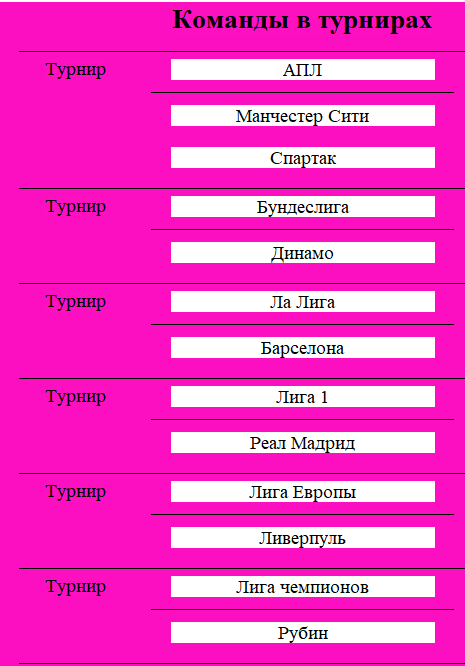 Команды в турнирах
Турнир АПЛ
Манчестер Сити
Спартак
Турнир Бундеслига
Динамо
Турнир Ла Лига
Барселона
Турнир Лига 1
Реал Мадрид
Турнир Лига Европы
Ливерпуль
Турнир Лига чемпионов
Рубин